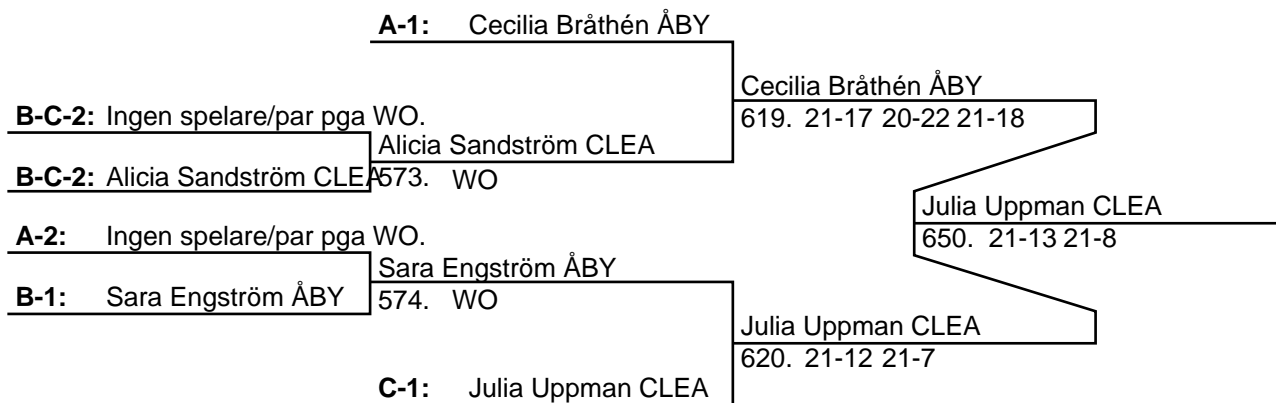 A-1: Cecilia Bråthén ÅBY
Cecilia Bråthén ÅBY
619. 21-17 20-22 21-18
B-C-2: Ingen spelare/par pga WO.
Alicia Sandström CLEA
B-C-2: Alicia Sandström CLEA
573. WO
Julia Uppman CLEA
650. 21-13 21-8
A-2: Ingen spelare/par pga WO.
Sara Engström ÅBY
B-1: Sara Engström ÅBY
574. WO
Julia Uppman CLEA
620. 21-12 21-7
C-1: Julia Uppman CLEA